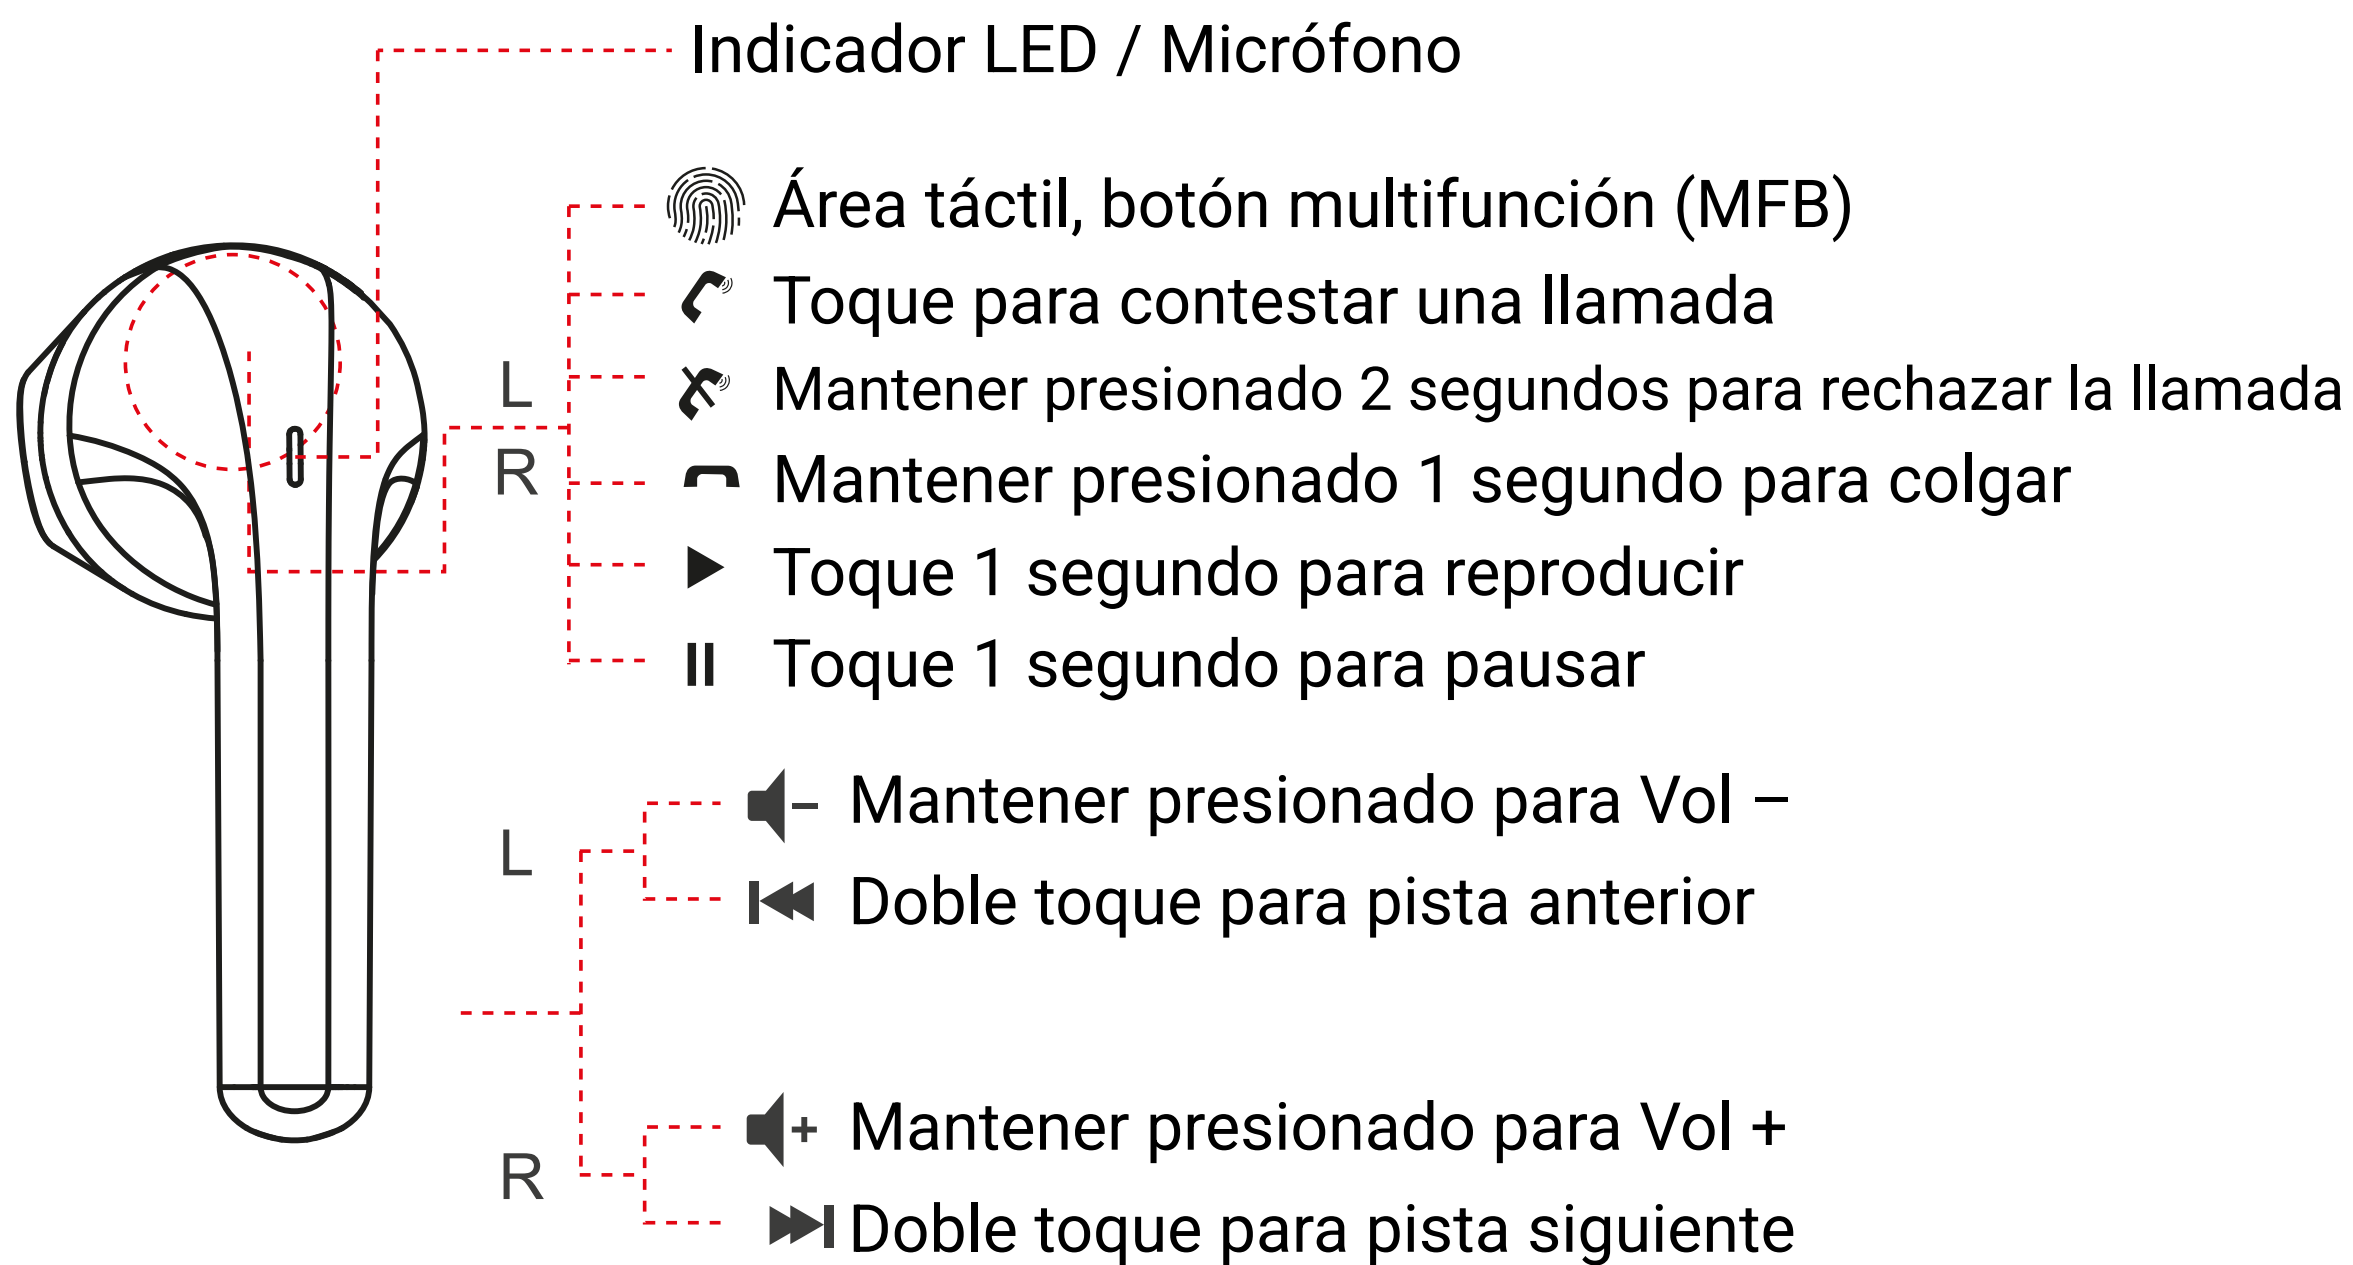 Indicador LED / Micrófono
Área táctil, botón multifunción (MFB)
Toque para contestar una llamada
L
Mantener presionado 2 segundos para rechazar la llamada
R
Mantener presionado 1 segundo para colgar
Toque 1 segundo para reproducir
Toque 1 segundo para pausar
L
Mantener presionado para Vol –
Doble toque para pista anterior
R
Mantener presionado para Vol +
Doble toque para pista siguiente